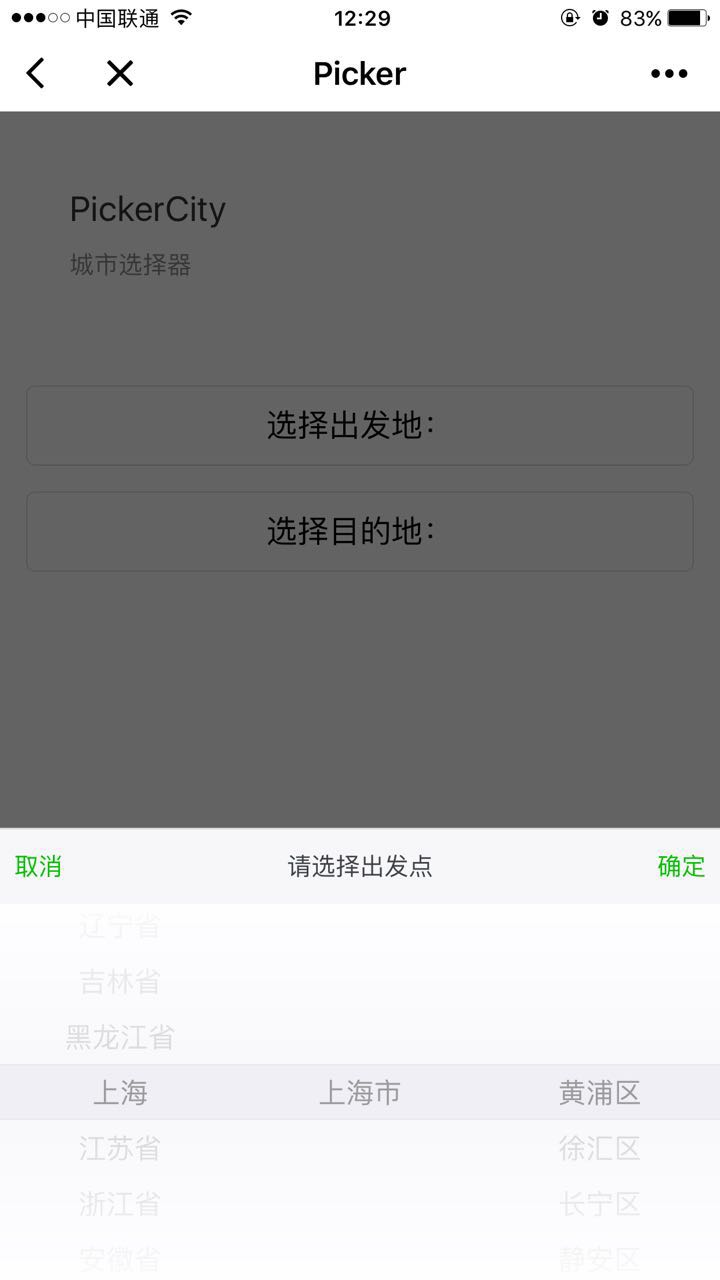 中国联通 12:29 83%
Picker
PickerCity
城市选择器
选择出发地：
选择目的地：
取消 请选择出发点 确定
辽宁省
吉林省
黑龙江省
上海 上海市 黄浦区
江苏省 徐汇区
浙江省 长宁区
安徽省 静安区